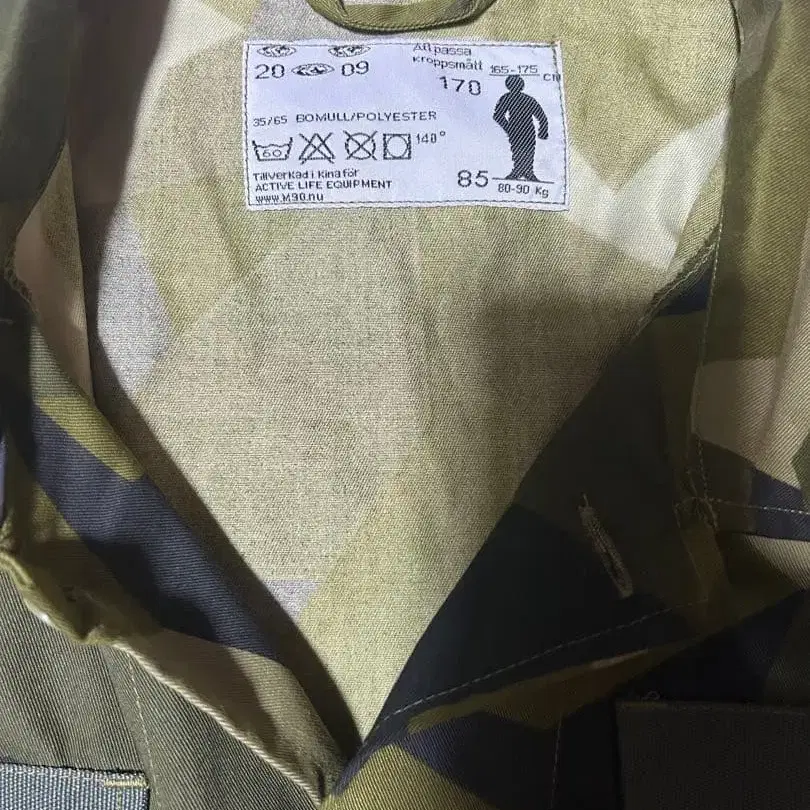 20 09
Att passa
kroppsmått 165-175 CM
170
35/65 BOMULL/POLYESTER
60 140°
Tillverkad i Kina för
ACTIVE LIFE EQUIPMENT
www.M90.nu
85 80-90 Kg